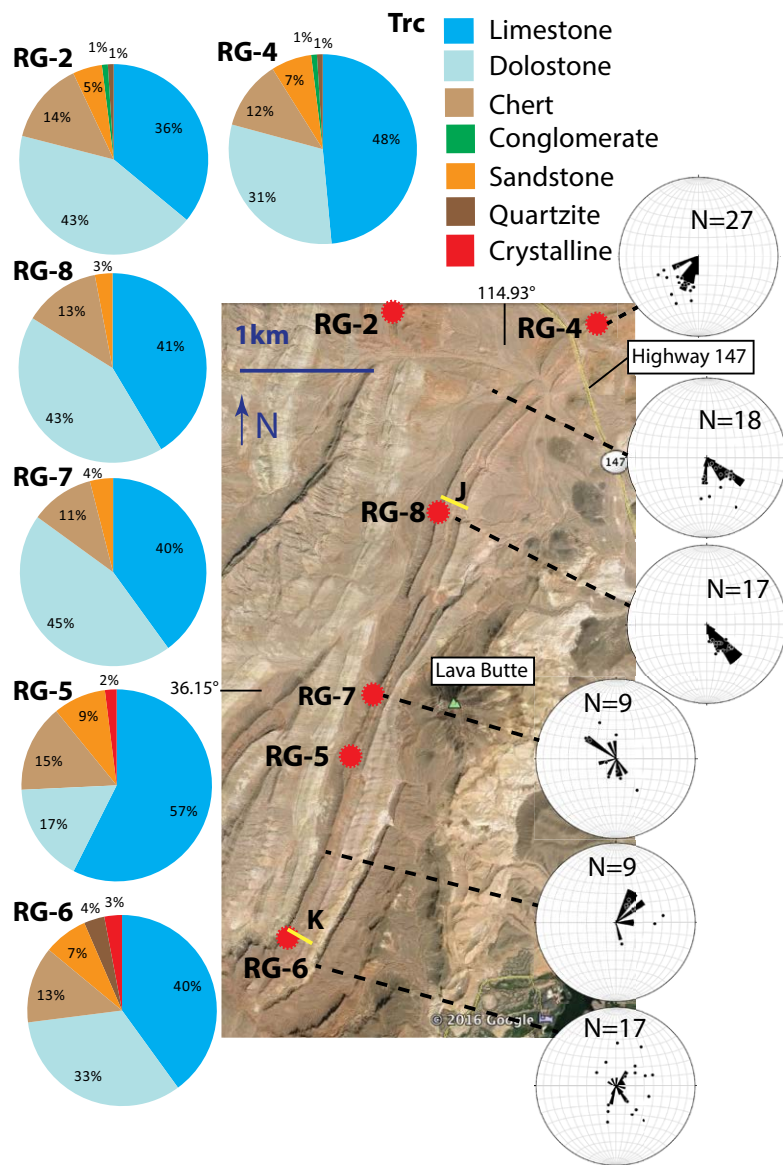 Trc
Limestone
Dolostone
Chert
Conglomerate
Sandstone
Quartzite
Crystalline
RG-2
1%
1%
5%
14%
36%
43%
RG-4
1%
1%
7%
12%
48%
31%
RG-8
3%
13%
41%
43%
RG-7
4%
11%
40%
45%
RG-5
2%
9%
15%
57%
17%
RG-6
4%
3%
7%
13%
40%
33%
114.93°
RG-2
RG-4
1km
N
Highway 147
147
J
RG-8
36.15°
Lava Butte
RG-7
RG-5
K
RG-6
© 2016 Google
N=27
N=18
N=17
N=9
N=9
N=17